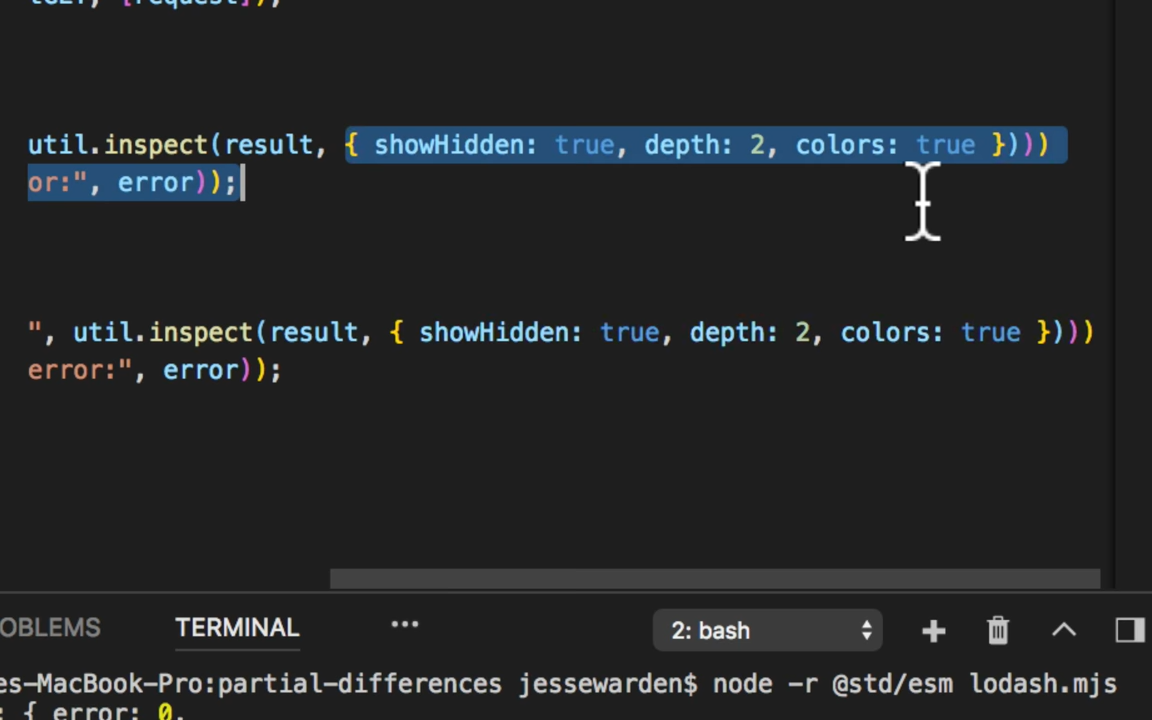 [request]);
util.inspect(result, { showHidden: true, depth: 2, colors: true })))
or:", error));
", util.inspect(result, { showHidden: true, depth: 2, colors: true })))
error:", error));
OBLEMS TERMINAL ••• 2: bash
es-MacBook-Pro:partial-differences jessewarden$ node -r @std/esm lodash.mjs
: { error: 0,